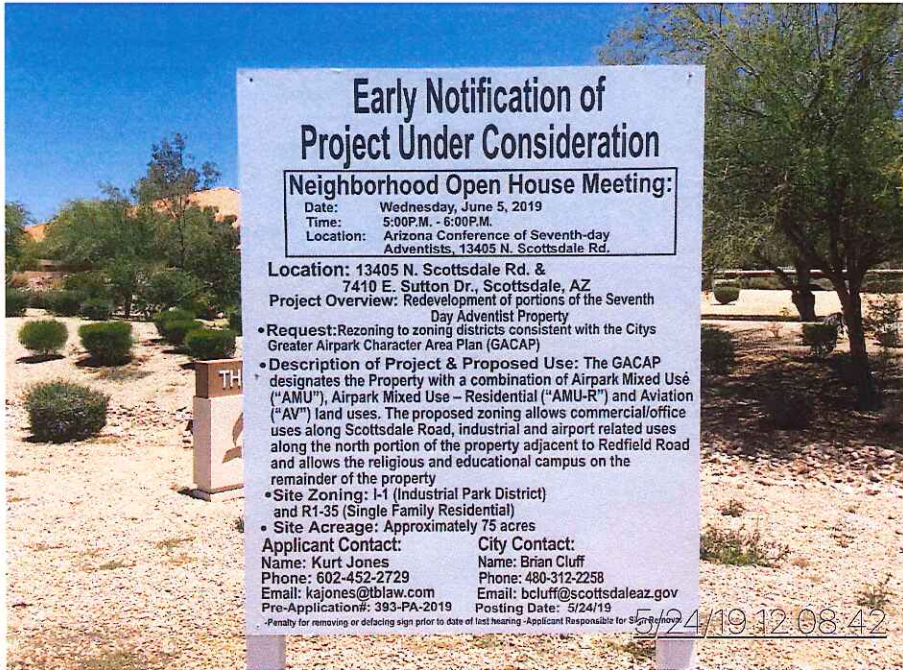 Early Notification of
Project Under Consideration
Neighborhood Open House Meeting:
Date: Wednesday, June 5, 2019
Time: 5:00P.M. - 6:00P.M.
Location: Arizona Conference of Seventh-day
Adventists, 13405 N. Scottsdale Rd.
Location: 13405 N. Scottsdale Rd. &
7410 E. Sutton Dr., Scottsdale, AZ
Project Overview: Redevelopment of portions of the Seventh
Day Adventist Property
•Request:Rezoning to zoning districts consistent with the Citys
Greater Airpark Character Area Plan (GACAP)
•Description of Project & Proposed Use: The GACAP
designates the Property with a combination of Airpark Mixed Use
("AMU"), Airpark Mixed Use – Residential ("AMU-R") and Aviation
("AV") land uses. The proposed zoning allows commercial/office
uses along Scottsdale Road, industrial and airport related uses
along the north portion of the property adjacent to Redfield Road
and allows the religious and educational campus on the
remainder of the property
•Site Zoning: I-1 (Industrial Park District)
and R1-35 (Single Family Residential)
• Site Acreage: Approximately 75 acres
Applicant Contact: City Contact:
Name: Kurt Jones Name: Brian Cluff
Phone: 602-452-2729 Phone: 480-312-2258
Email: kajones@tblaw.com Email: bcluff@scottsdaleaz.gov
Pre-Application#: 393-PA-2019 Posting Date: 5/24/19
-Penalty for removing or defacing sign prior to date of last hearing -Applicant Responsible for Sign Removal
TH
5/24/19 12:08:42